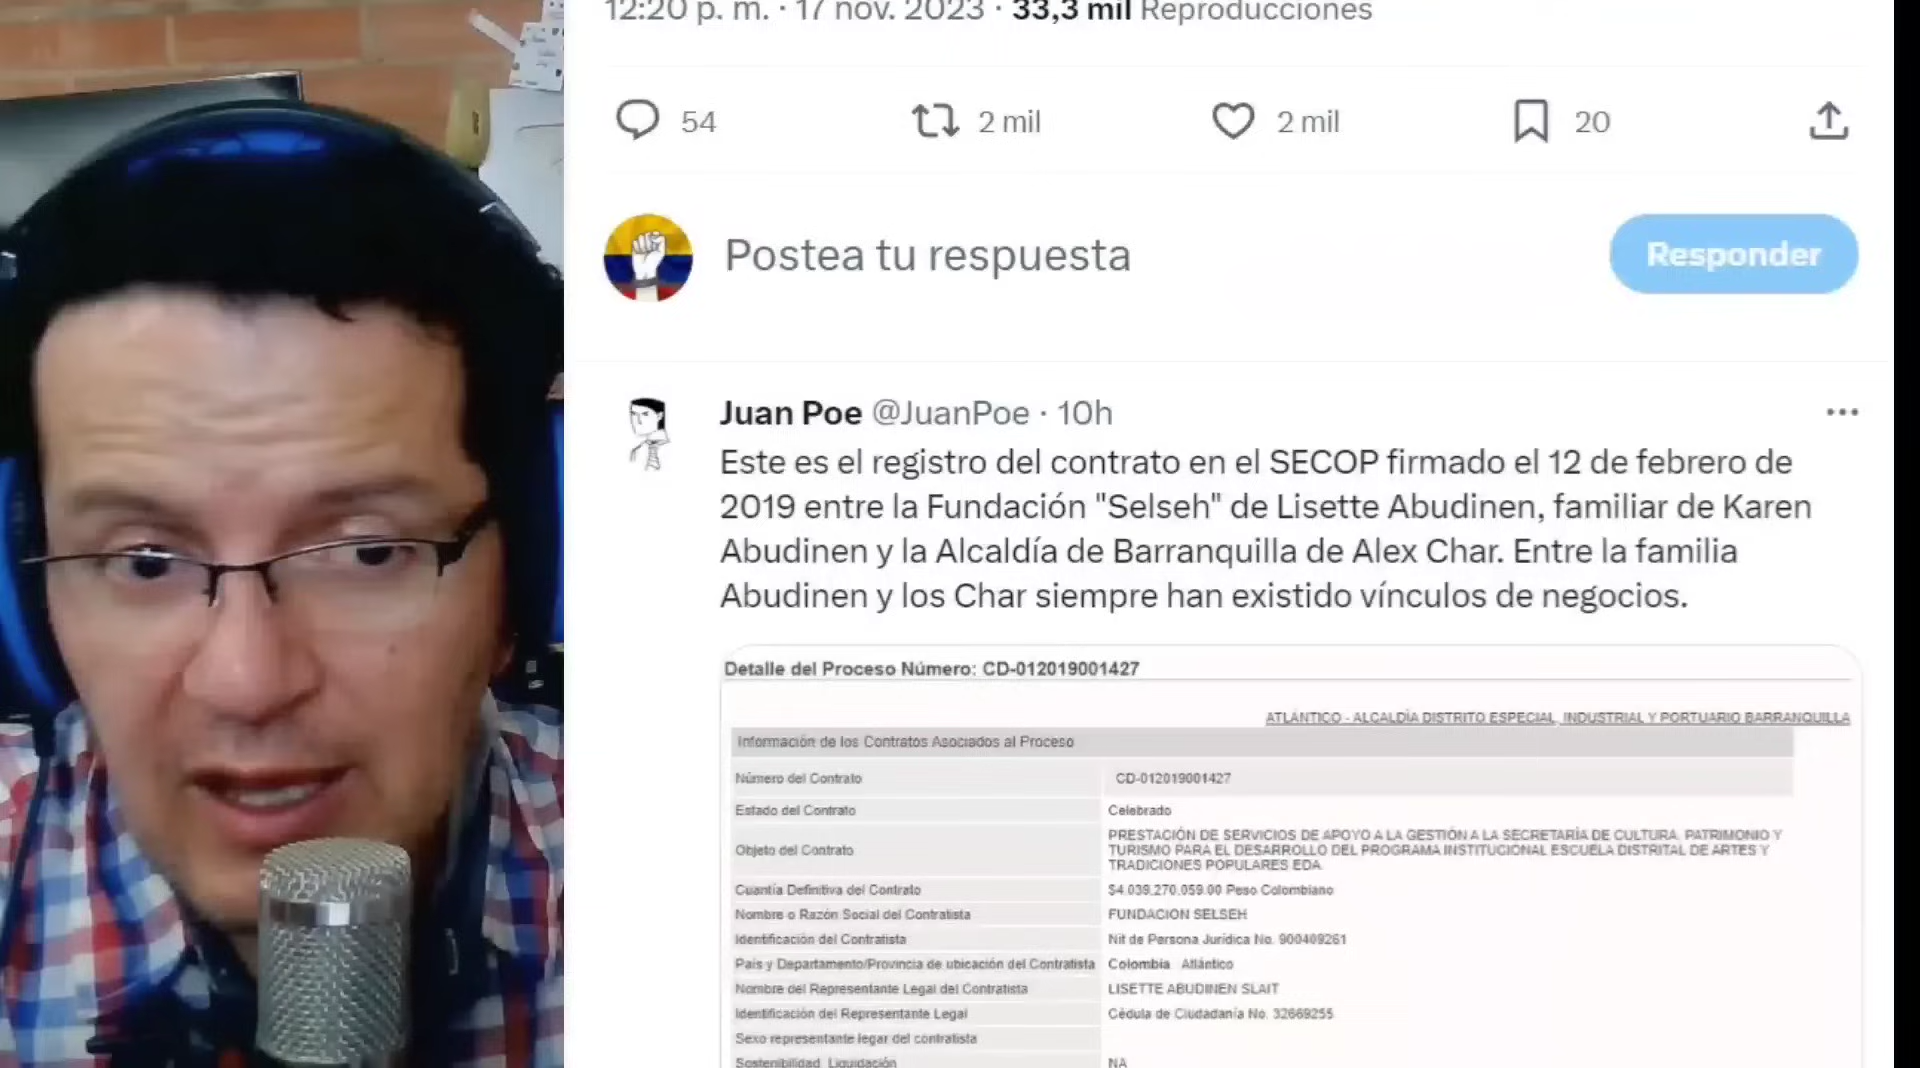 12:20 p. m. · 17 nov. 2023 · 33,3 mil Reproducciones
54 2 mil 2 mil 20
Postea tu respuesta
Responder
Juan Poe @JuanPoe · 10h
Este es el registro del contrato en el SECOP firmado el 12 de febrero de
2019 entre la Fundación "Selseh" de Lisette Abudinen, familiar de Karen
Abudinen y la Alcaldía de Barranquilla de Alex Char. Entre la familia
Abudinen y los Char siempre han existido vínculos de negocios.
Detalle del Proceso Número: CD-012019001427
ATLÁNTICO - ALCALDÍA DISTRITO ESPECIAL, INDUSTRIAL Y PORTUARIO BARRANQUILLA
Información de los Contratos Asociados al Proceso
Número del Contrato CD-012019001427
Estado del Contrato Celebrado
Objeto del Contrato PRESTACIÓN DE SERVICIOS DE APOYO A LA GESTIÓN A LA SECRETARÍA DE CULTURA, PATRIMONIO Y
TURISMO PARA EL DESARROLLO DEL PROGRAMA INSTITUCIONAL ESCUELA DISTRITAL DE ARTES Y
TRADICIONES POPULARES EDA.
Cuantía Definitiva del Contrato $4.039.270.059.00 Peso Colombiano
Nombre o Razón Social del Contratista FUNDACION SELSEH
Identificación del Contratista Nit de Persona Jurídica No. 900409261
País y Departamento/Provincia de ubicación del Contratista Colombia Atlántico
Nombre del Representante Legal del Contratista LISETTE ABUDINEN SLAIT
Identificación del Representante Legal Cédula de Ciudadanía No. 32669255
Sexo representante legar del contratista
Sostenibilidad Liquidación NA